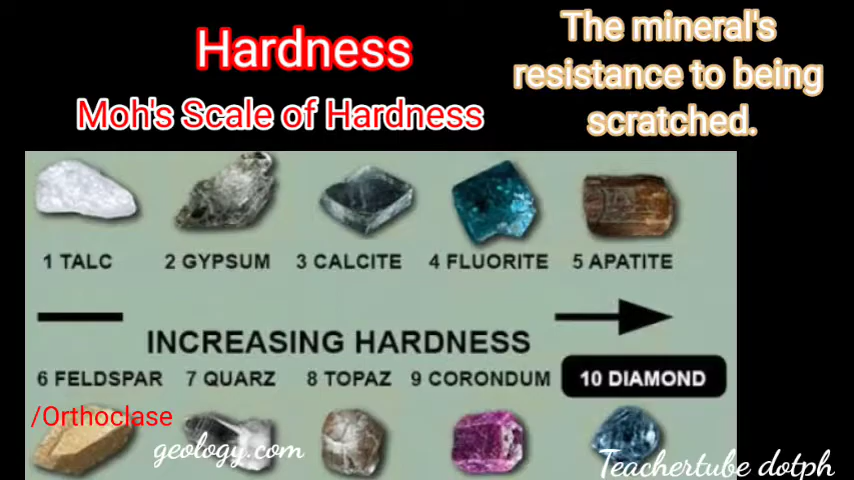 Hardness
Moh's Scale of Hardness
The mineral's
resistance to being
scratched.
1 TALC
2 GYPSUM
3 CALCITE
4 FLUORITE
5 APATITE
INCREASING HARDNESS
6 FELDSPAR
7 QUARZ
8 TOPAZ
9 CORONDUM
10 DIAMOND
/Orthoclase
geology.com
Teachertube dotph